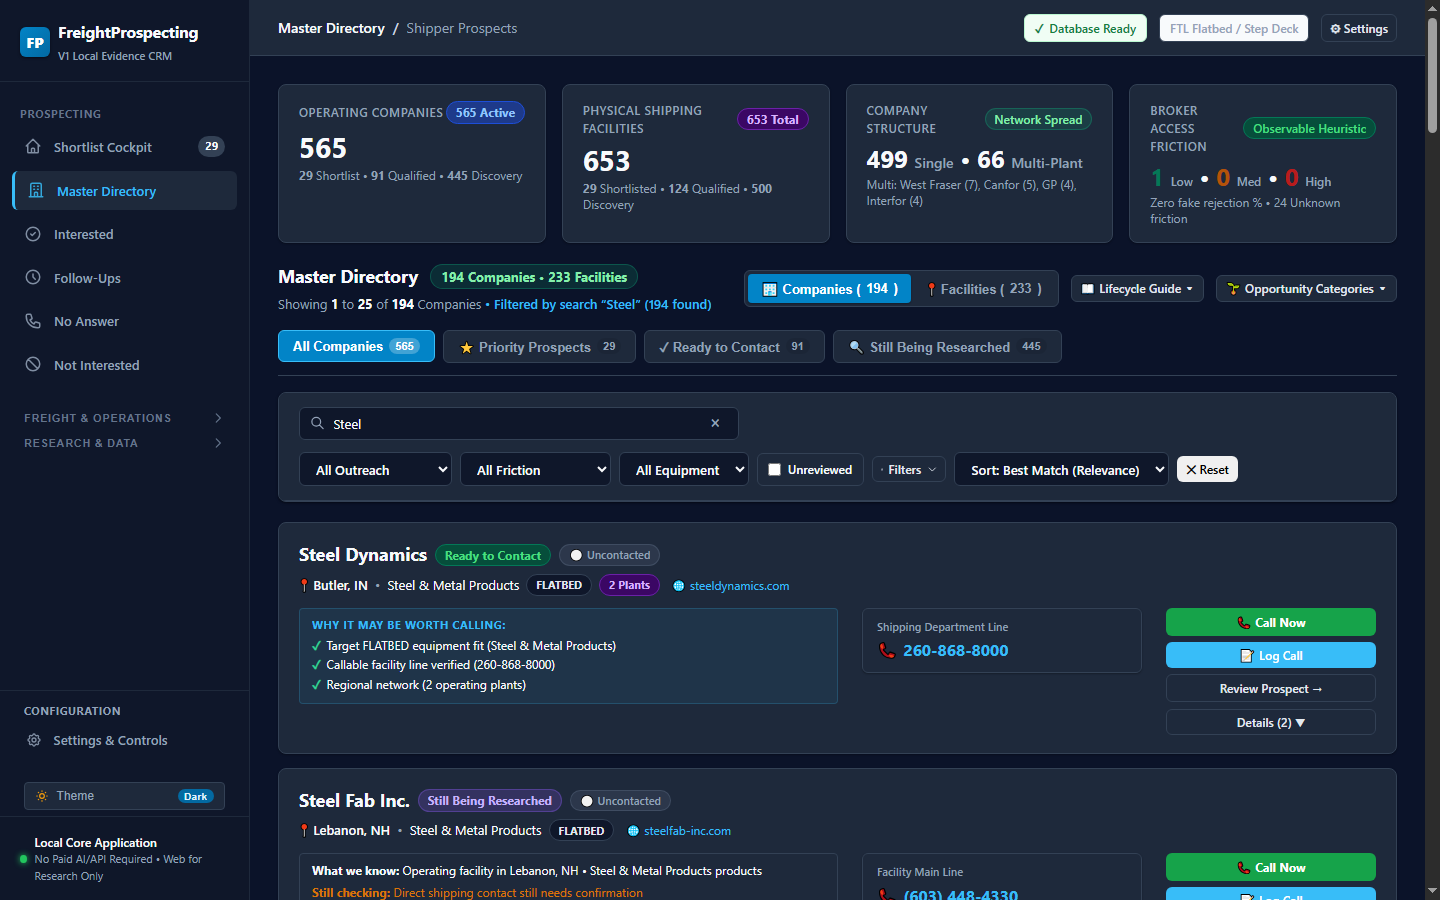 FP
FreightProspecting
V1 Local Evidence CRM
PROSPECTING
Shortlist Cockpit 29
Master Directory
Interested
Follow-Ups
No Answer
Not Interested
FREIGHT & OPERATIONS
RESEARCH & DATA
CONFIGURATION
Settings & Controls
Theme Dark
Local Core Application
No Paid AI/API Required • Web for
Research Only
Master Directory / Shipper Prospects
✓ Database Ready
FTL Flatbed / Step Deck
⚙ Settings
OPERATING COMPANIES 565 Active
565
29 Shortlist • 91 Qualified • 445 Discovery
PHYSICAL SHIPPING
FACILITIES
653 Total
653
29 Shortlisted • 124 Qualified • 500
Discovery
COMPANY
STRUCTURE
Network Spread
499 Single • 66 Multi-Plant
Multi: West Fraser (7), Canfor (5), GP (4),
Interfor (4)
BROKER
ACCESS
FRICTION
Observable Heuristic
1 Low • 0 Med • 0 High
Zero fake rejection % • 24 Unknown
friction
Master Directory 194 Companies • 233 Facilities
Showing 1 to 25 of 194 Companies • Filtered by search “Steel” (194 found)
🏢 Companies ( 194 )
📍 Facilities ( 233 )
📖 Lifecycle Guide ▾
🌱 Opportunity Categories ▾
All Companies 565
⭐ Priority Prospects 29
✓ Ready to Contact 91
🔍 Still Being Researched 445
Steel ✕
All Outreach
All Friction
All Equipment
Unreviewed
· Filters
Sort: Best Match (Relevance)
✕ Reset
Steel Dynamics Ready to Contact Uncontacted
📍 Butler, IN • Steel & Metal Products FLATBED 2 Plants 🌐 steeldynamics.com
WHY IT MAY BE WORTH CALLING:
✓ Target FLATBED equipment fit (Steel & Metal Products)
✓ Callable facility line verified (260-868-8000)
✓ Regional network (2 operating plants)
Shipping Department Line
📞 260-868-8000
📞 Call Now
📝 Log Call
Review Prospect →
Details (2) ▼
Steel Fab Inc. Still Being Researched Uncontacted
📍 Lebanon, NH • Steel & Metal Products FLATBED 🌐 steelfab-inc.com
What we know: Operating facility in Lebanon, NH • Steel & Metal Products products
Still checking: Direct shipping contact still needs confirmation
Facility Main Line
📞 (603) 448-4330
📞 Call Now
📝 Log Call